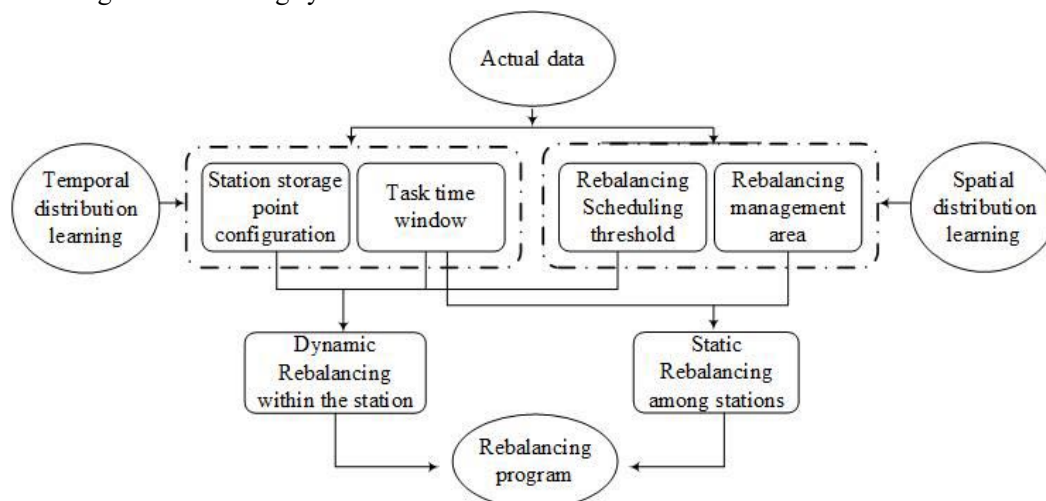 Actual data
Temporal
distribution
learning
Station storage
point
configuration
Task time
window
Rebalancing
Scheduling
threshold
Rebalancing
management
area
Spatial
distribution
learning
Dynamic
Rebalancing
within the station
Static
Rebalancing
among stations
Rebalancing
program